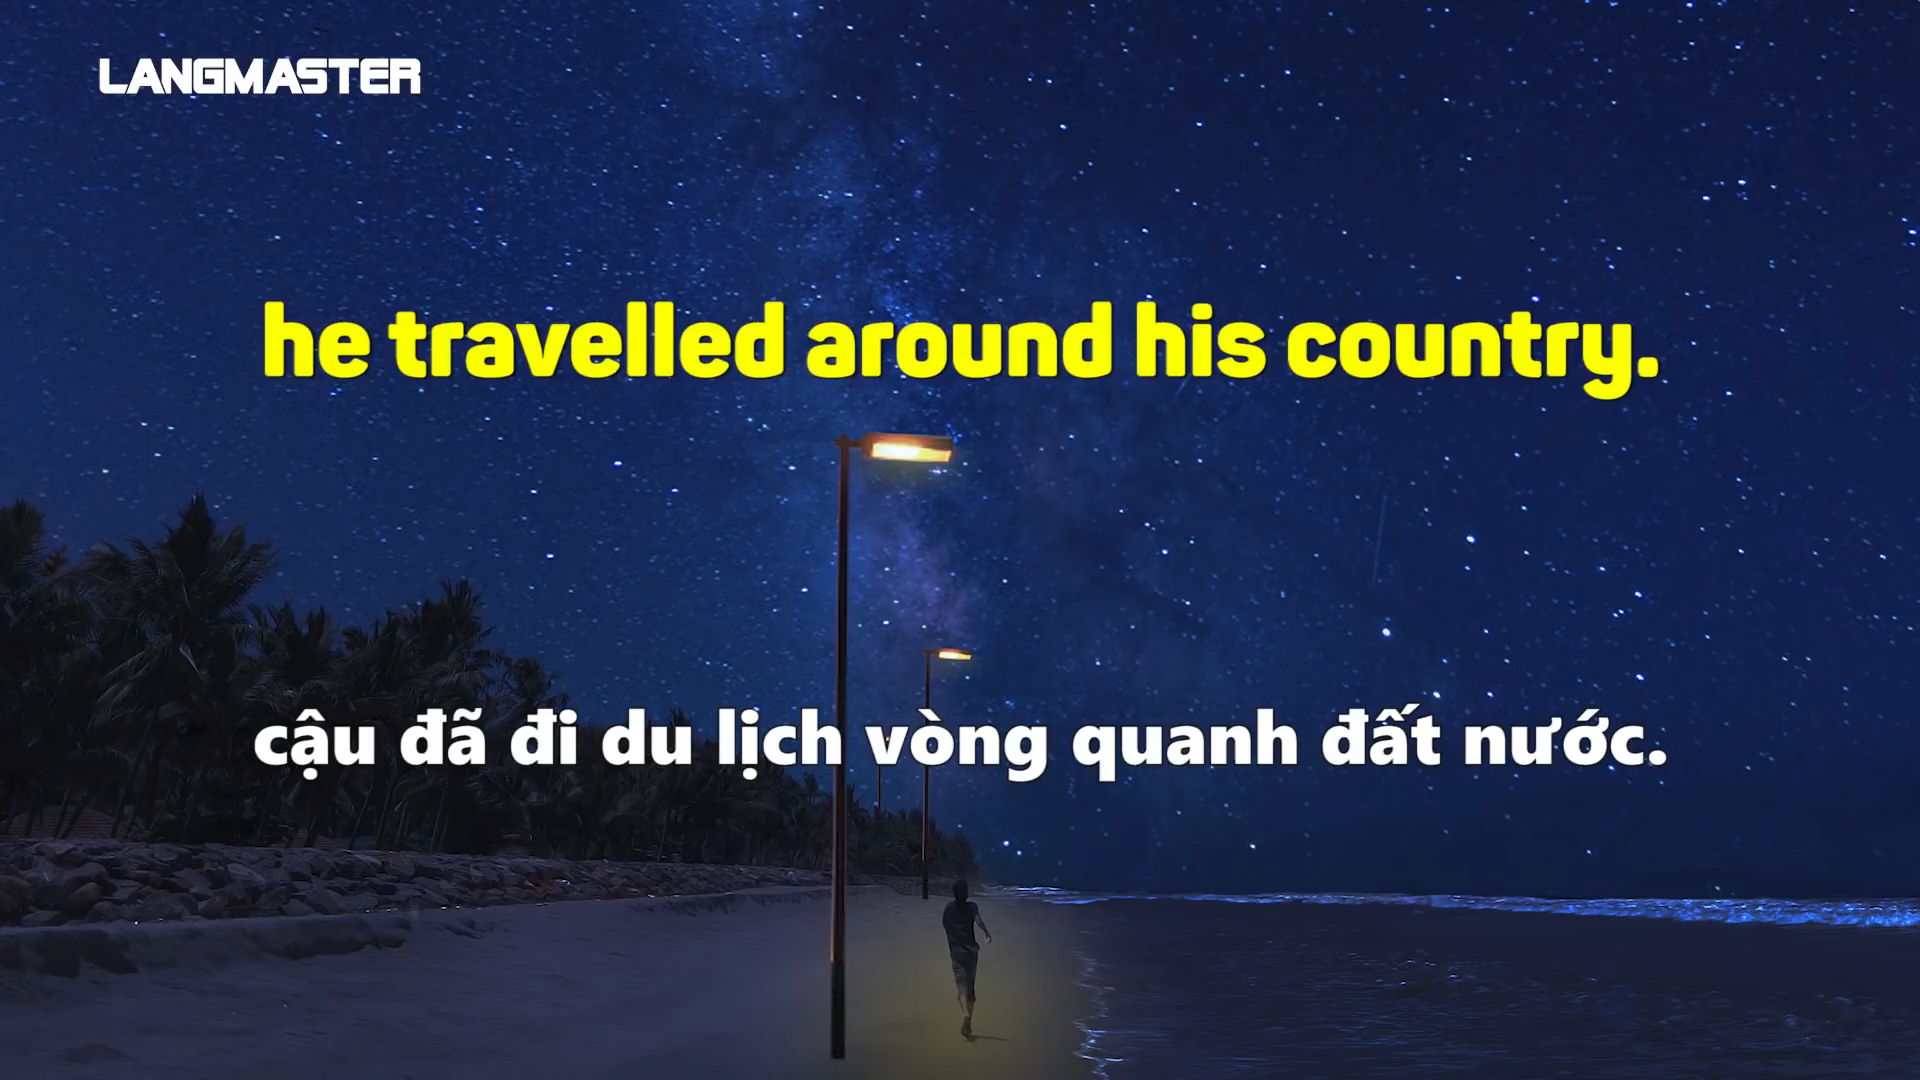 LANGMASTER
he travelled around his country.
cậu đã đi du lịch vòng quanh đất nước.